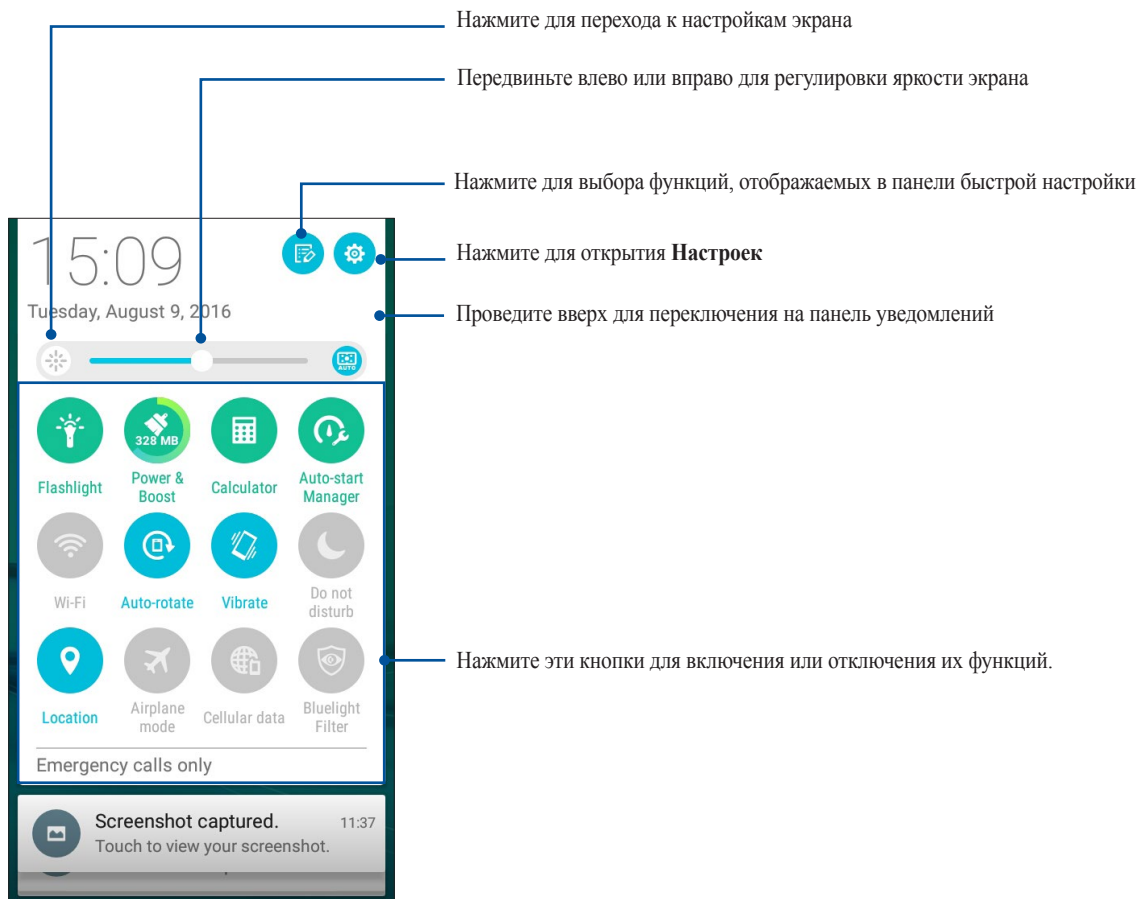 Нажмите для перехода к настройкам экрана
Передвиньте влево или вправо для регулировки яркости экрана
Нажмите для выбора функций, отображаемых в панели быстрой настройки
Нажмите для открытия Настроек
Проведите вверх для переключения на панель уведомлений
15:09
Tuesday, August 9, 2016
AUTO
328 MB
Flashlight
Power &
Boost
Calculator
Auto-start
Manager
Wi-Fi
Auto-rotate
Vibrate
Do not
disturb
Нажмите эти кнопки для включения или отключения их функций.
Location
Airplane
mode
Cellular data
Bluelight
Filter
Emergency calls only
Screenshot captured.
11:37
Touch to view your screenshot.